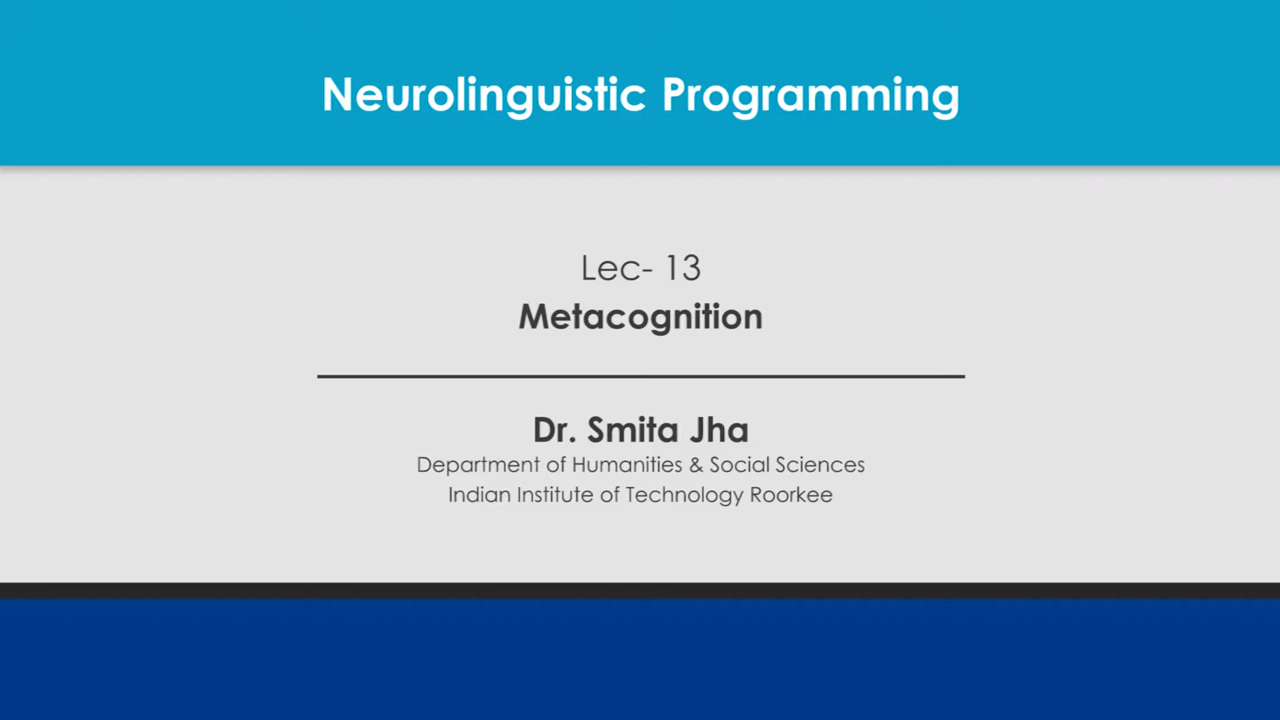 Neurolinguistic Programming
Lec- 13
Metacognition
Dr. Smita Jha
Department of Humanities & Social Sciences
Indian Institute of Technology Roorkee